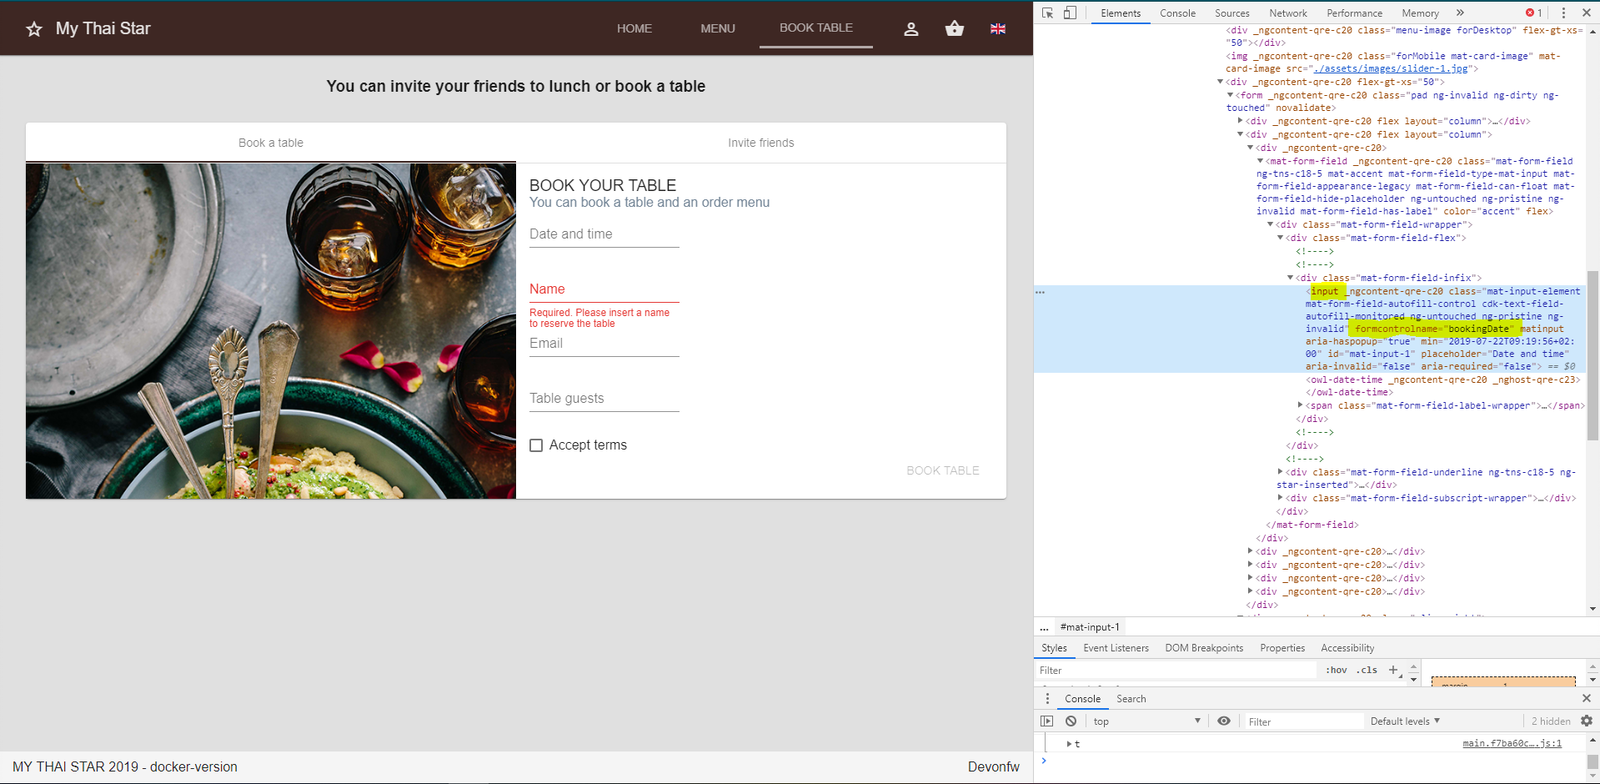 My Thai Star
HOME
MENU
BOOK TABLE
You can invite your friends to lunch or book a table
Book a table
Invite friends
BOOK YOUR TABLE
You can book a table and an order menu
Date and time
Name
Required. Please insert a name
to reserve the table
Email
Table guests
Accept terms
BOOK TABLE
MY THAI STAR 2019 - docker-version
Devonfw
Elements
Console
Sources
Network
Performance
Memory
»
1
<div _ngcontent-qre-c20 class="menu-image forDesktop" flex-gt-xs=
"50"></div>
<img _ngcontent-qre-c20 class="forMobile mat-card-image" mat-
card-image src="./assets/images/slider-1.jpg">
<div _ngcontent-qre-c20 flex-gt-xs="50">
<form _ngcontent-qre-c20 class="pad ng-invalid ng-dirty ng-
touched" novalidate>
<div _ngcontent-qre-c20 flex layout="column">…</div>
<div _ngcontent-qre-c20 flex layout="column">
<div _ngcontent-qre-c20>
<mat-form-field _ngcontent-qre-c20 class="mat-form-field
ng-tns-c18-5 mat-accent mat-form-field-type-mat-input mat-
form-field-appearance-legacy mat-form-field-can-float mat-
form-field-hide-placeholder ng-untouched ng-pristine ng-
invalid mat-form-field-has-label" color="accent" flex>
<div class="mat-form-field-wrapper">
<div class="mat-form-field-flex">
<!---->
<!---->
<div class="mat-form-field-infix">
<input _ngcontent-qre-c20 class="mat-input-element
mat-form-field-autofill-control cdk-text-field-
autofill-monitored ng-untouched ng-pristine ng-
invalid" formcontrolname="bookingDate" matinput
aria-haspopup="true" min="2019-07-22T09:19:56+02:
00" id="mat-input-1" placeholder="Date and time"
aria-invalid="false" aria-required="false"> == $0
<owl-date-time _ngcontent-qre-c20 _nghost-qre-c23>
</owl-date-time>
<span class="mat-form-field-label-wrapper">…</span>
</div>
<!---->
</div>
<!---->
<div class="mat-form-field-underline ng-tns-c18-5 ng-
star-inserted">…</div>
<div class="mat-form-field-subscript-wrapper">…</div>
</div>
</mat-form-field>
</div>
<div _ngcontent-qre-c20>…</div>
<div _ngcontent-qre-c20>…</div>
<div _ngcontent-qre-c20>…</div>
<div _ngcontent-qre-c20>…</div>
</div>
... #mat-input-1
Styles
Event Listeners
DOM Breakpoints
Properties
Accessibility
Filter
:hov
.cls
+
Console
Search
top
Filter
Default levels
2 hidden
t
main.f7ba60c….js:1